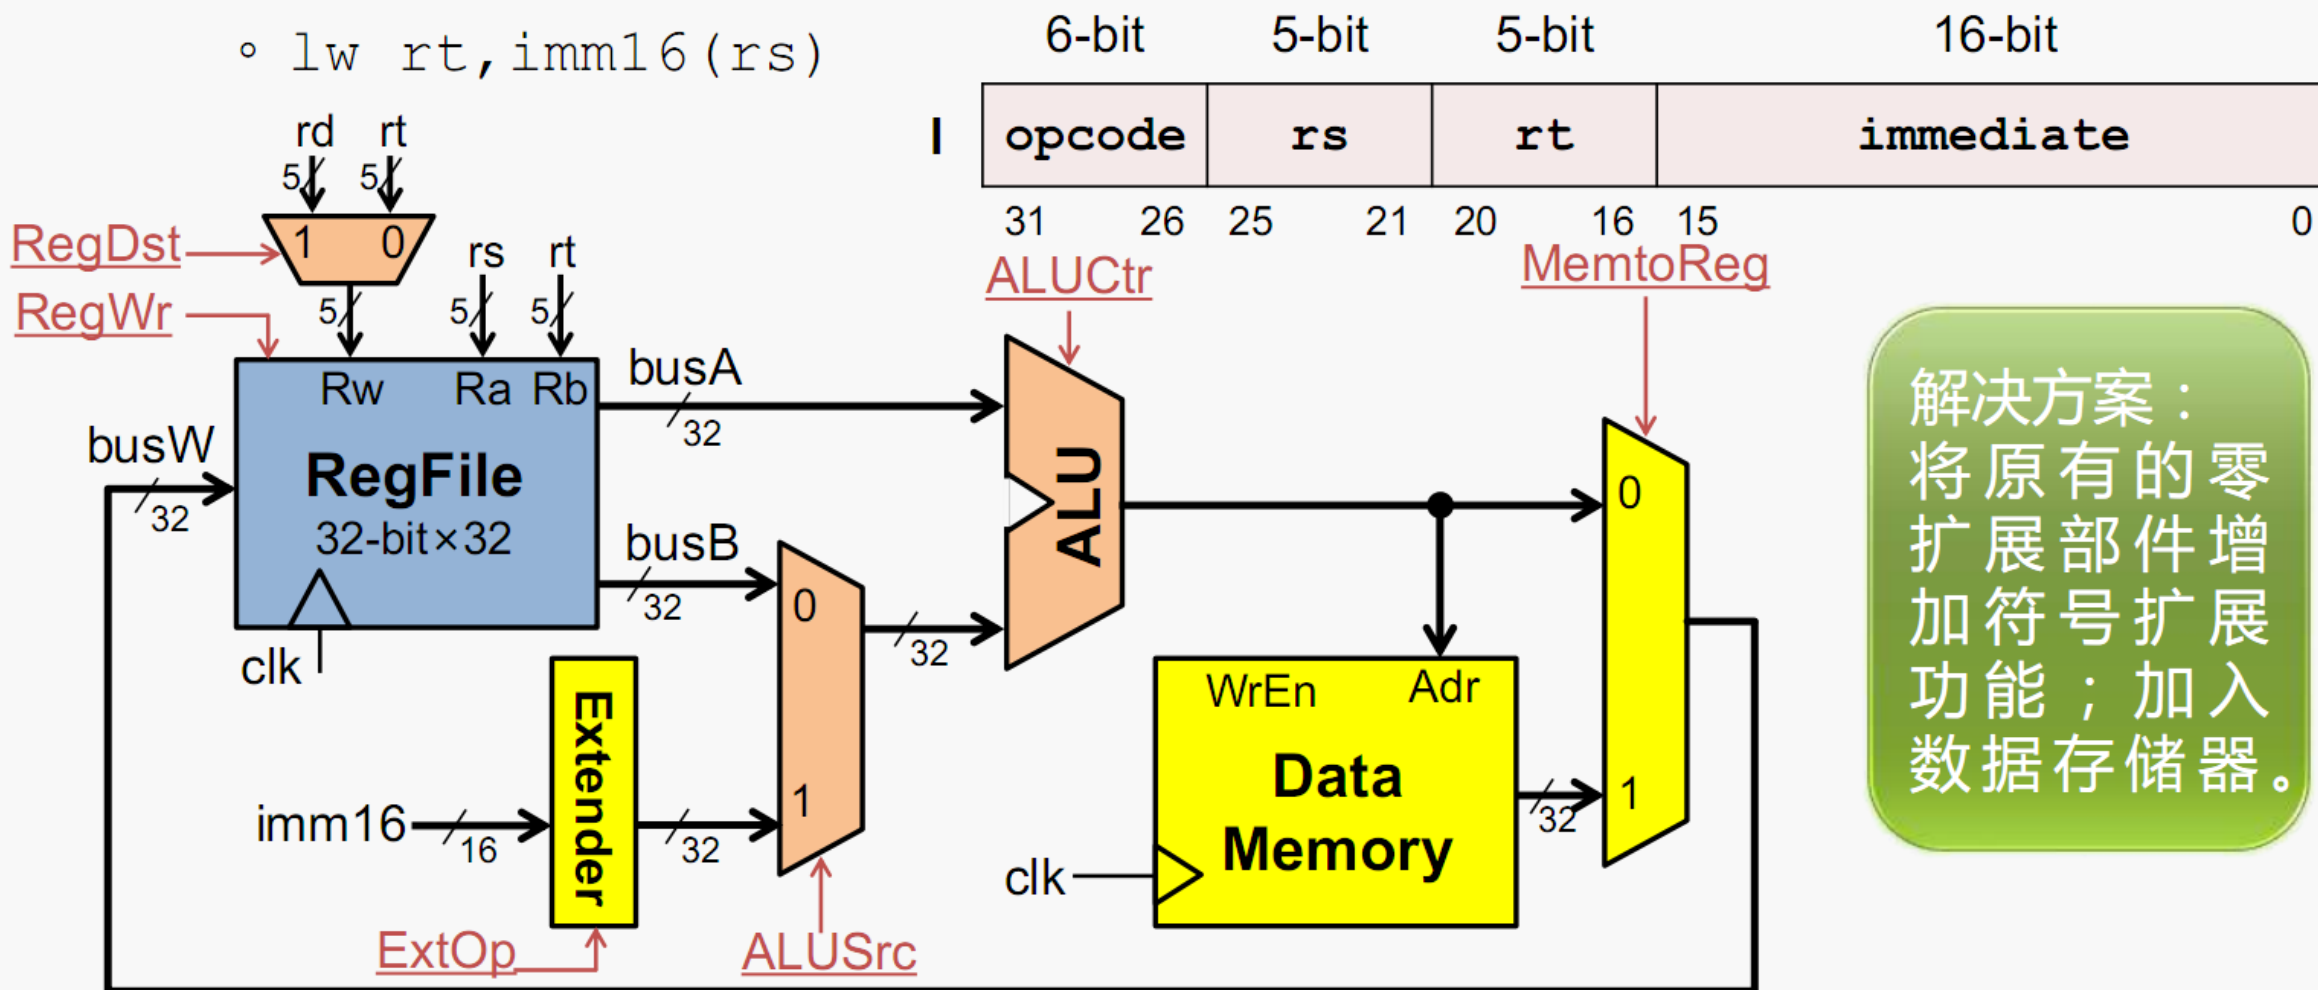 6-bit 5-bit 5-bit 16-bit
° lw rt,imm16(rs)
I opcode rs rt immediate
31 26 25 21 20 16 15 0
rd rt
5 5
1 0
RegDst
rs rt
ALUCtr
MemtoReg
RegWr
5 5 5
Rw Ra Rb
busA
32
busW
32
RegFile
32-bit×32
clk
busB
32
0
1
32
ALU
0
1
WrEn Adr
Data
Memory
32
clk
imm16
16
Extender
32
ExtOp
ALUSrc
解决方案：
将原有的零
扩展部件增
加符号扩展
功能；加入
数据存储器。